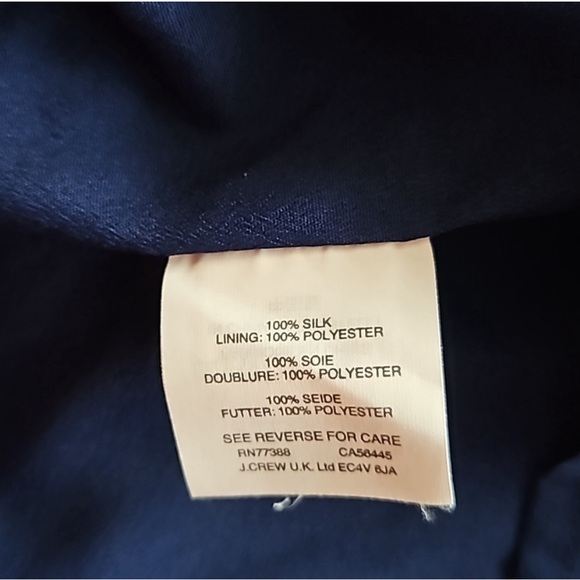 100% SILK
LINING: 100% POLYESTER
100% SOIE
DOUBLURE: 100% POLYESTER
100% SEIDE
FUTTER: 100% POLYESTER
SEE REVERSE FOR CARE
RN77388 CA56445
J.CREW U.K. Ltd EC4V 6JA